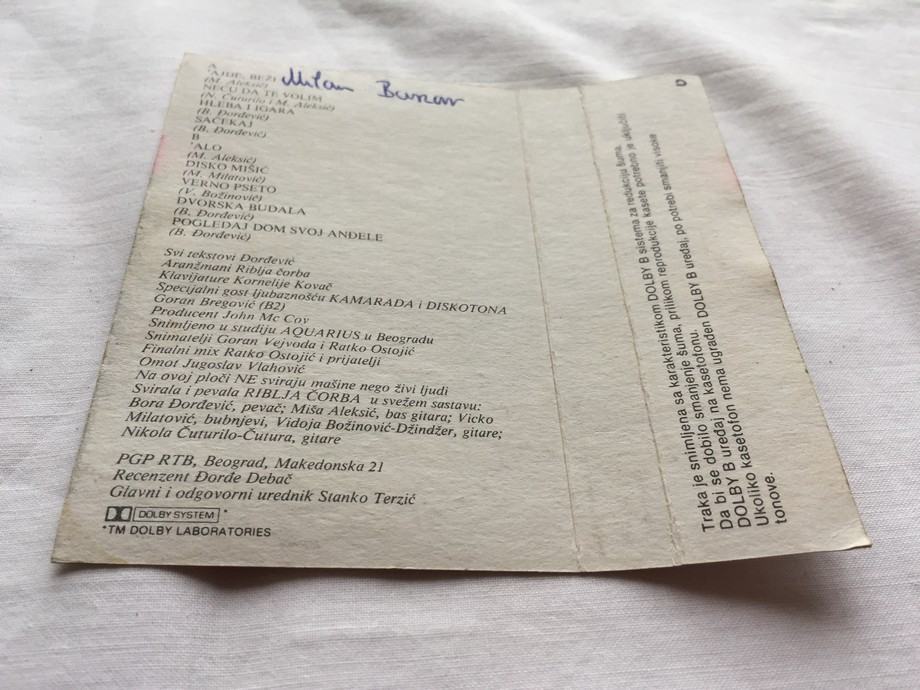 A
'AJDE, BEŽI
(M. Aleksić)
NEĆU DA TE VOLIM
(N. Čuturilo i M. Aleksić)
HLEBA I IGARA
(B. Đorđević)
SAČEKAJ
(B. Đorđević)
B
'ALO
(M. Aleksić)
DISKO MIŠIĆ
(M. Milatović)
VERNO PSETO
(V. Božinović)
DVORSKA BUDALA
(B. Đorđević)
POGLEDAJ DOM SVOJ ANĐELE
(B. Đorđević)
Milan
Svi tekstovi Đorđević
Aranžmani Riblja čorba
Klavijature Kornelije Kovač
Specijalni gost ljubaznošću KAMARADA i DISKOTONA
Goran Bregović (B2)
Producent John Mc Coy
Snimljeno u studiju AQUARIUS u Beogradu
Snimatelji Goran Vejvoda i Ratko Ostojić
Finalni mix Ratko Ostojić i prijatelji
Omot Jugoslav Vlahović
Na ovoj ploči NE sviraju mašine nego živi ljudi
Svirala i pevala RIBLJA ČORBA u svežem sastavu:
Bora Đorđević, pevač; Miša Aleksić, bas gitara; Vicko
Milatović, bubnjevi, Vidoja Božinović-Džindžer, gitare;
Nikola Čuturilo-Čutura, gitare
PGP RTB, Beograd, Makedonska 21
Recenzent Đorđe Debač
Glavni i odgovorni urednik Stanko Terzić
DOLBY SYSTEM *
*TM DOLBY LABORATORIES
Traka je snimljena sa karakteristikom DOLBY B sistema za redukciju šuma.
Da bi se dobilo smanjenje šuma, prilikom reprodukcije kasete potrebno je uključiti
DOLBY B uređaj na kasetofonu.
Ukoliko kasetofon nema ugrađen DOLBY B uređaj, po potrebi smanjiti visoke
tonove.
D